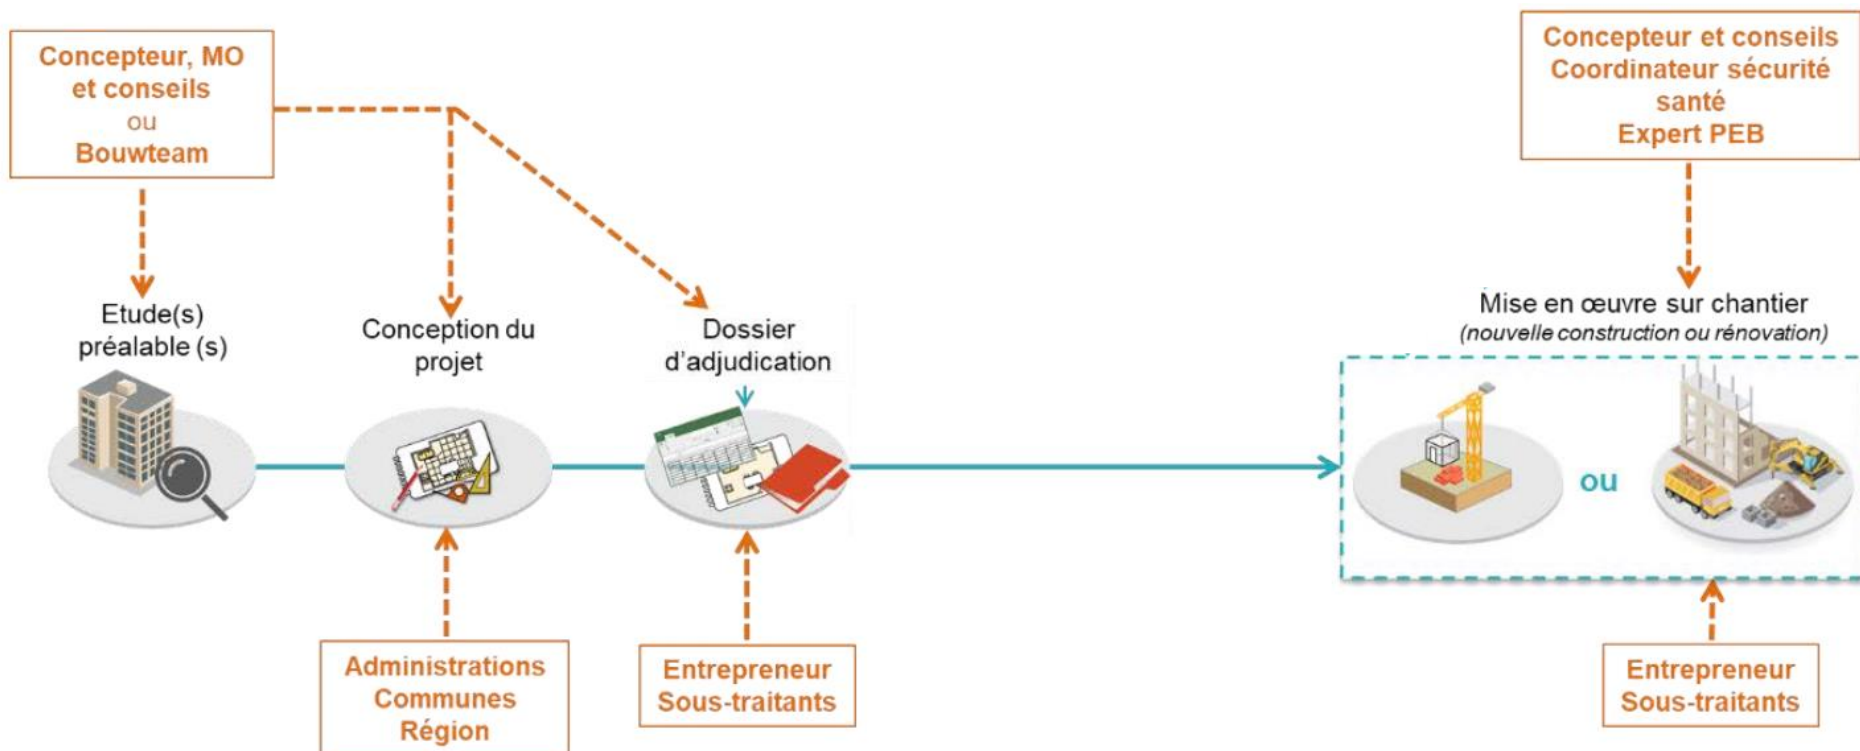 Concepteur, MO
et conseils
ou
Bouwteam
Concepteur et conseils
Coordinateur sécurité
santé
Expert PEB
Etude(s)
préalable (s)
Conception du
projet
Dossier
d'adjudication
Mise en œuvre sur chantier
(nouvelle construction ou rénovation)
ou
Administrations
Communes
Région
Entrepreneur
Sous-traitants
Entrepreneur
Sous-traitants